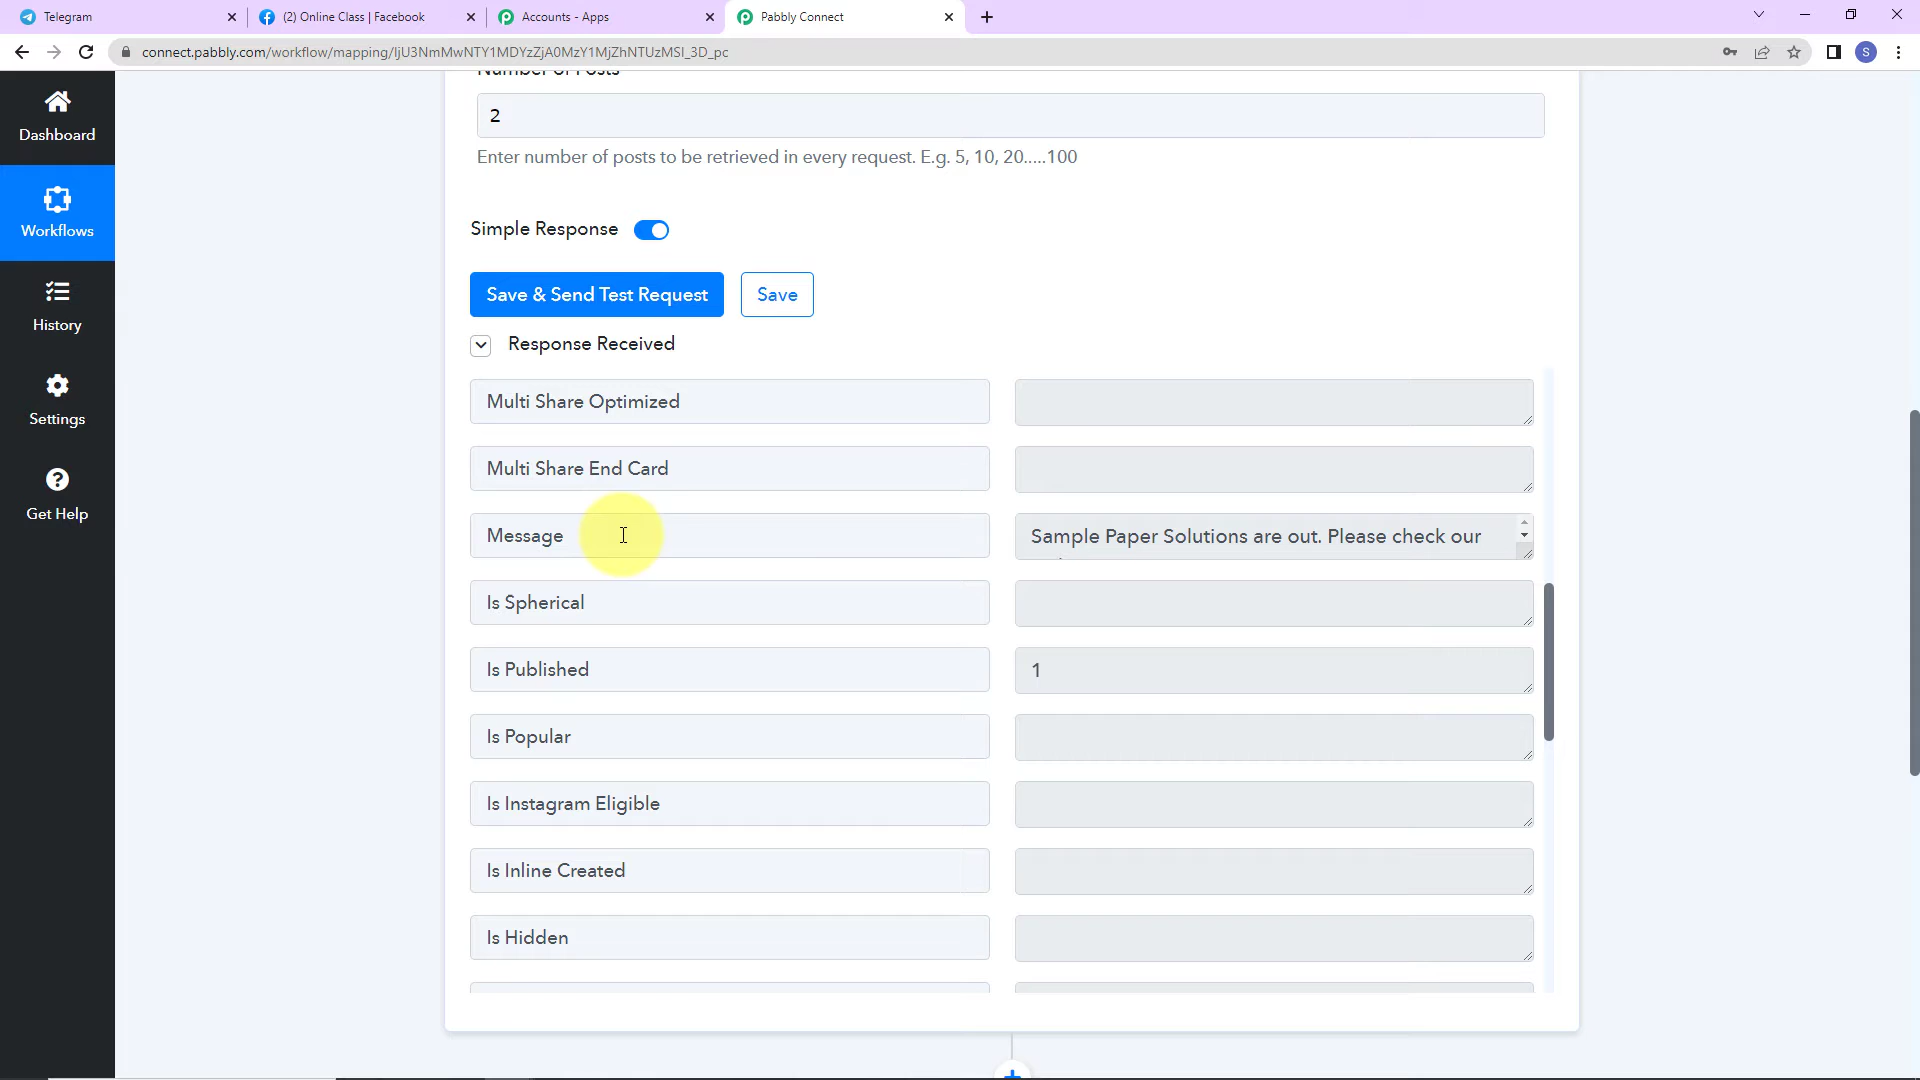 Telegram
(2) Online Class | Facebook
Accounts - Apps
Pabbly Connect
connect.pabbly.com/workflow/mapping/IjU3NmMwNTY1MDYzZjA0MzY1MjZhNTUzMSI_3D_pc
S
Dashboard
Workflows
History
Settings
Get Help
Number of Posts
2
Enter number of posts to be retrieved in every request. E.g. 5, 10, 20.....100
Simple Response
Save & Send Test Request
Save
Response Received
Multi Share Optimized
Multi Share End Card
Message
Sample Paper Solutions are out. Please check our
Is Spherical
Is Published
1
Is Popular
Is Instagram Eligible
Is Inline Created
Is Hidden